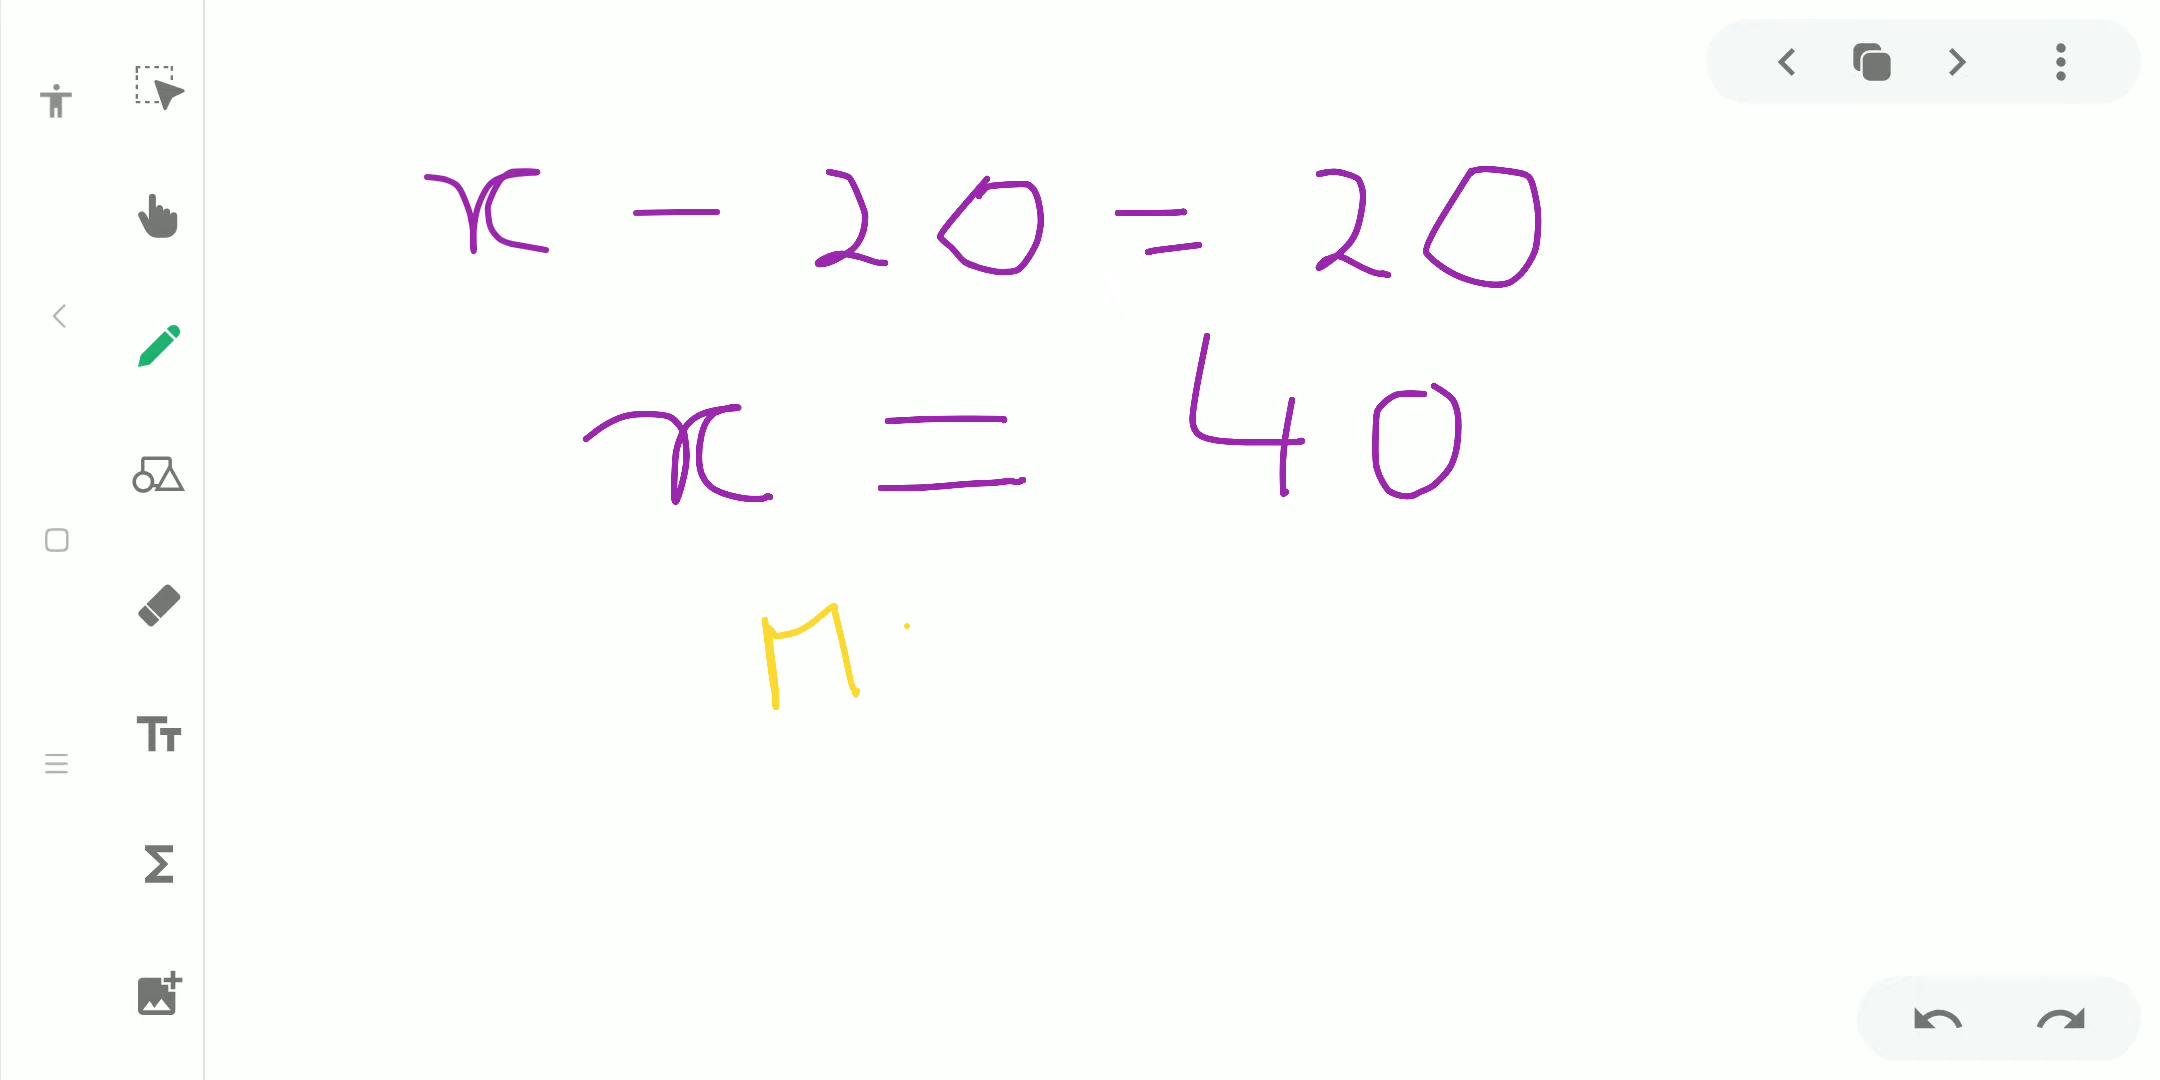 x - 20 = 20
x = 40